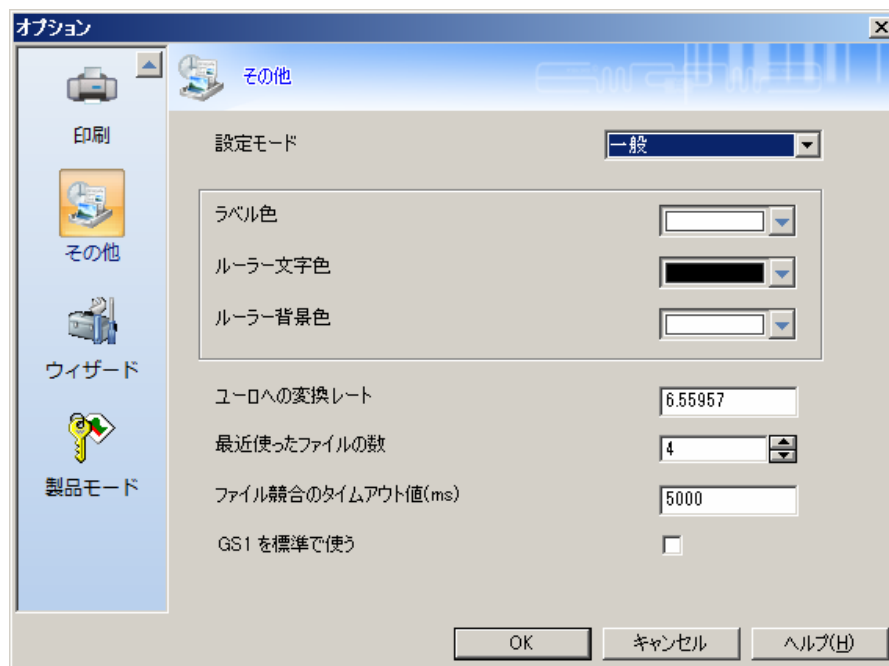 オプション
印刷
その他
ウィザード
製品モード
その他
設定モード
一般
ラベル色
ルーラー文字色
ルーラー背景色
ユーロへの変換レート
6.55957
最近使ったファイルの数
4
ファイル競合のタイムアウト値(ms)
5000
GS1 を標準で使う
OK
キャンセル
ヘルプ(H)